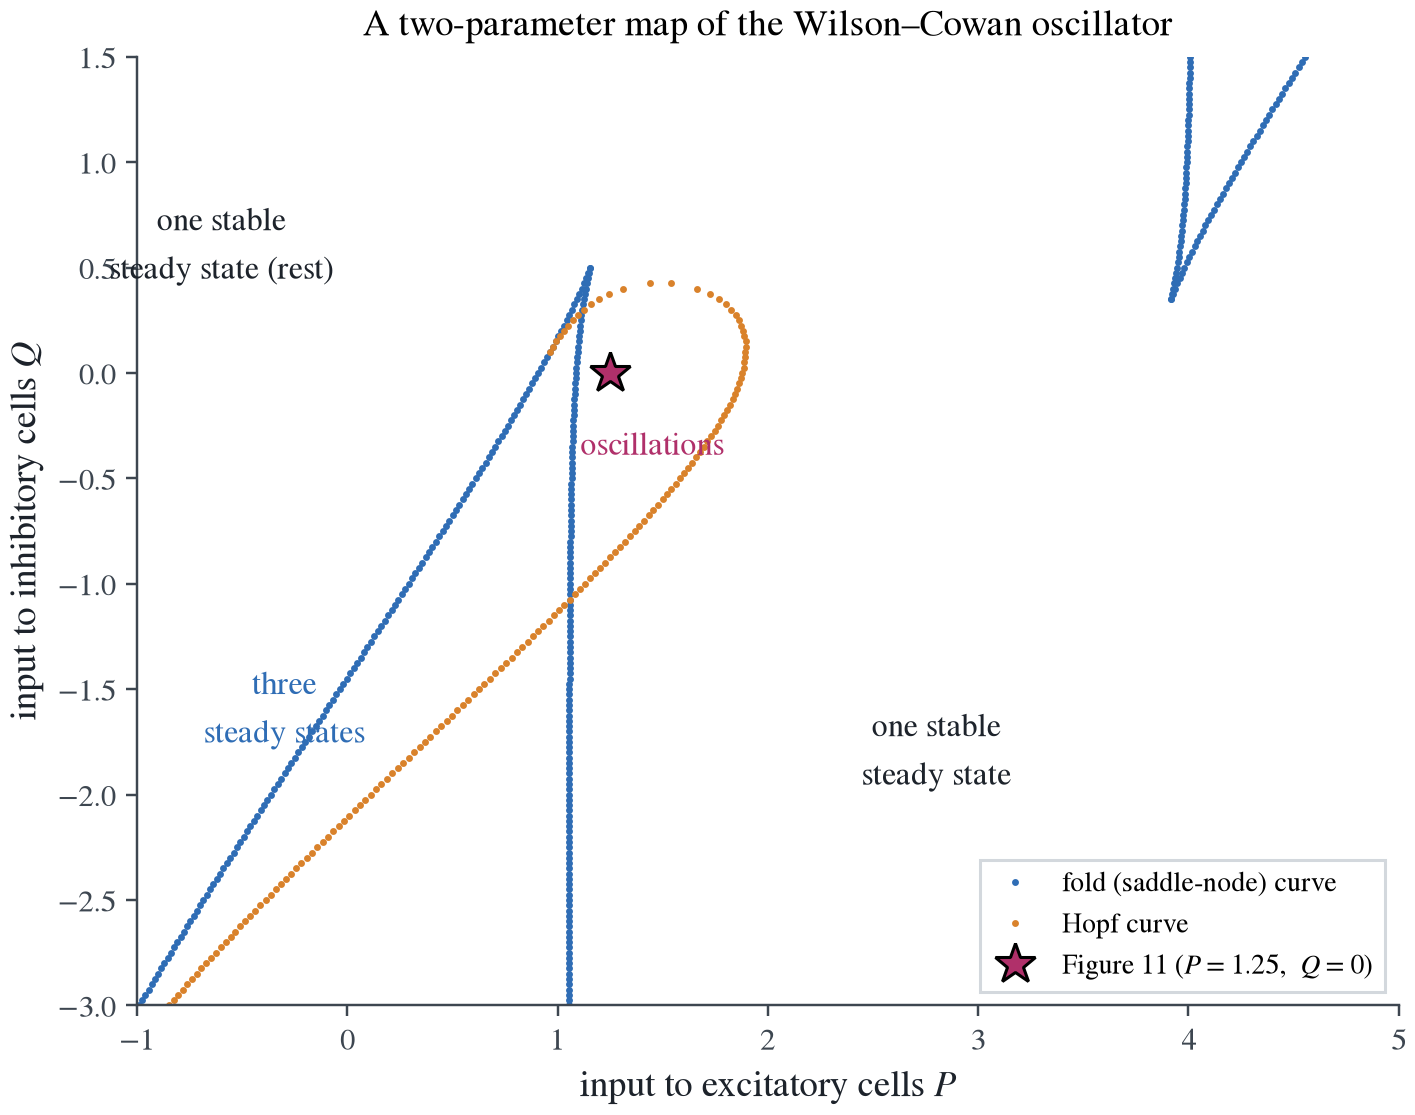 A two-parameter map of the Wilson–Cowan oscillator
input to inhibitory cells Q
1.5
1.0
0.5
0.0
−0.5
−1.0
−1.5
−2.0
−2.5
−3.0
one stable
steady state (rest)
oscillations
three
steady states
one stable
steady state
fold (saddle-node) curve
Hopf curve
Figure 11 (P = 1.25, Q = 0)
−1
0
1
2
3
4
5
input to excitatory cells P